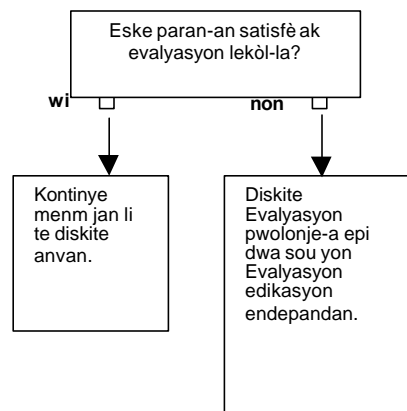 Eske paran-an satisfè ak
evalyasyon lekòl-la?
wi
non
Kontinye
menm jan li
te diskite
anvan.
Diskite
Evalyasyon
pwolonje-a epi
dwa sou yon
Evalyasyon
edikasyon
endepandan.